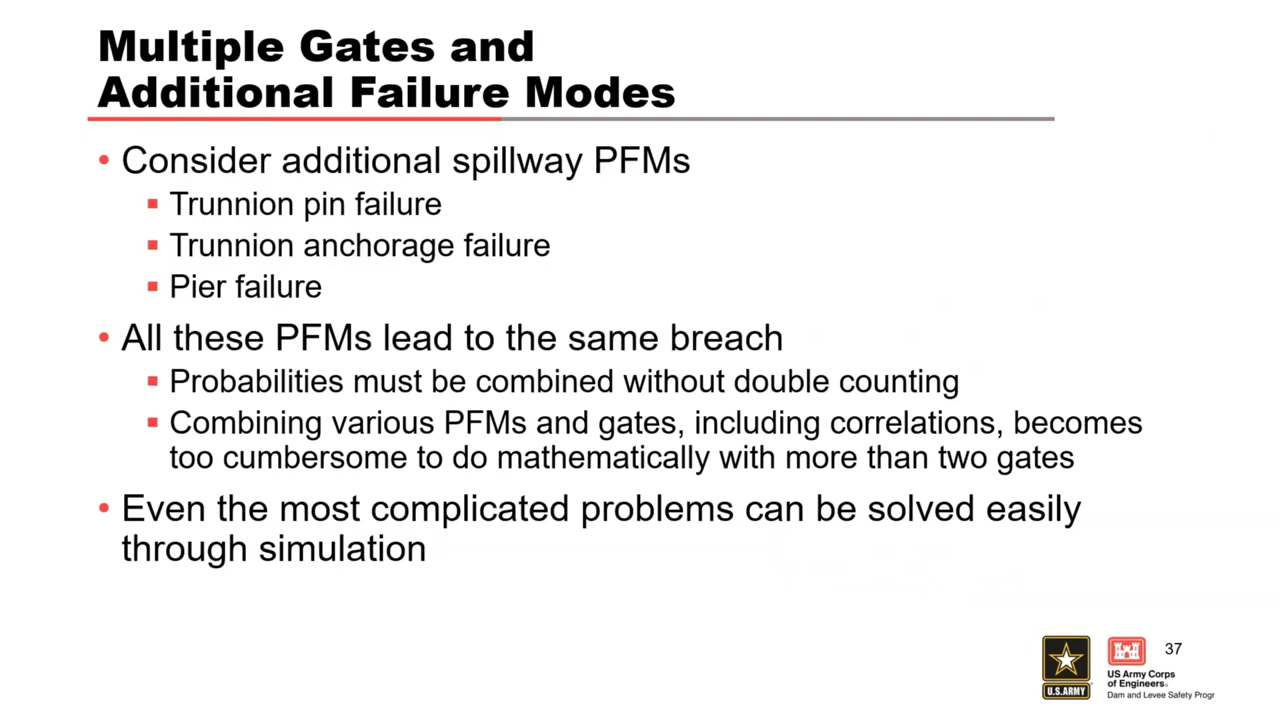 Multiple Gates and
Additional Failure Modes
• Consider additional spillway PFMs
▪ Trunnion pin failure
▪ Trunnion anchorage failure
▪ Pier failure
• All these PFMs lead to the same breach
▪ Probabilities must be combined without double counting
▪ Combining various PFMs and gates, including correlations, becomes
too cumbersome to do mathematically with more than two gates
• Even the most complicated problems can be solved easily
through simulation
37
U.S.ARMY
US Army Corps
of Engineers®
Dam and Levee Safety Progr